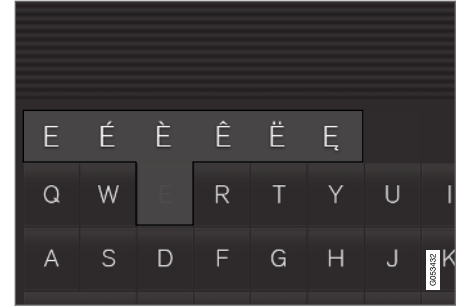 E É È Ê Ë Ę
Q W E R T Y U I
A S D F G H J K
G053432